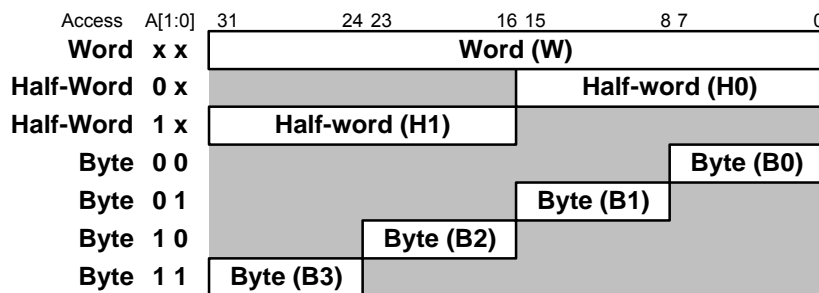 Access A[1:0] 31 24 23 16 15 8 7 0
Word x x Word (W)
Half-Word 0 x Half-word (H0)
Half-Word 1 x Half-word (H1)
Byte 0 0 Byte (B0)
Byte 0 1 Byte (B1)
Byte 1 0 Byte (B2)
Byte 1 1 Byte (B3)